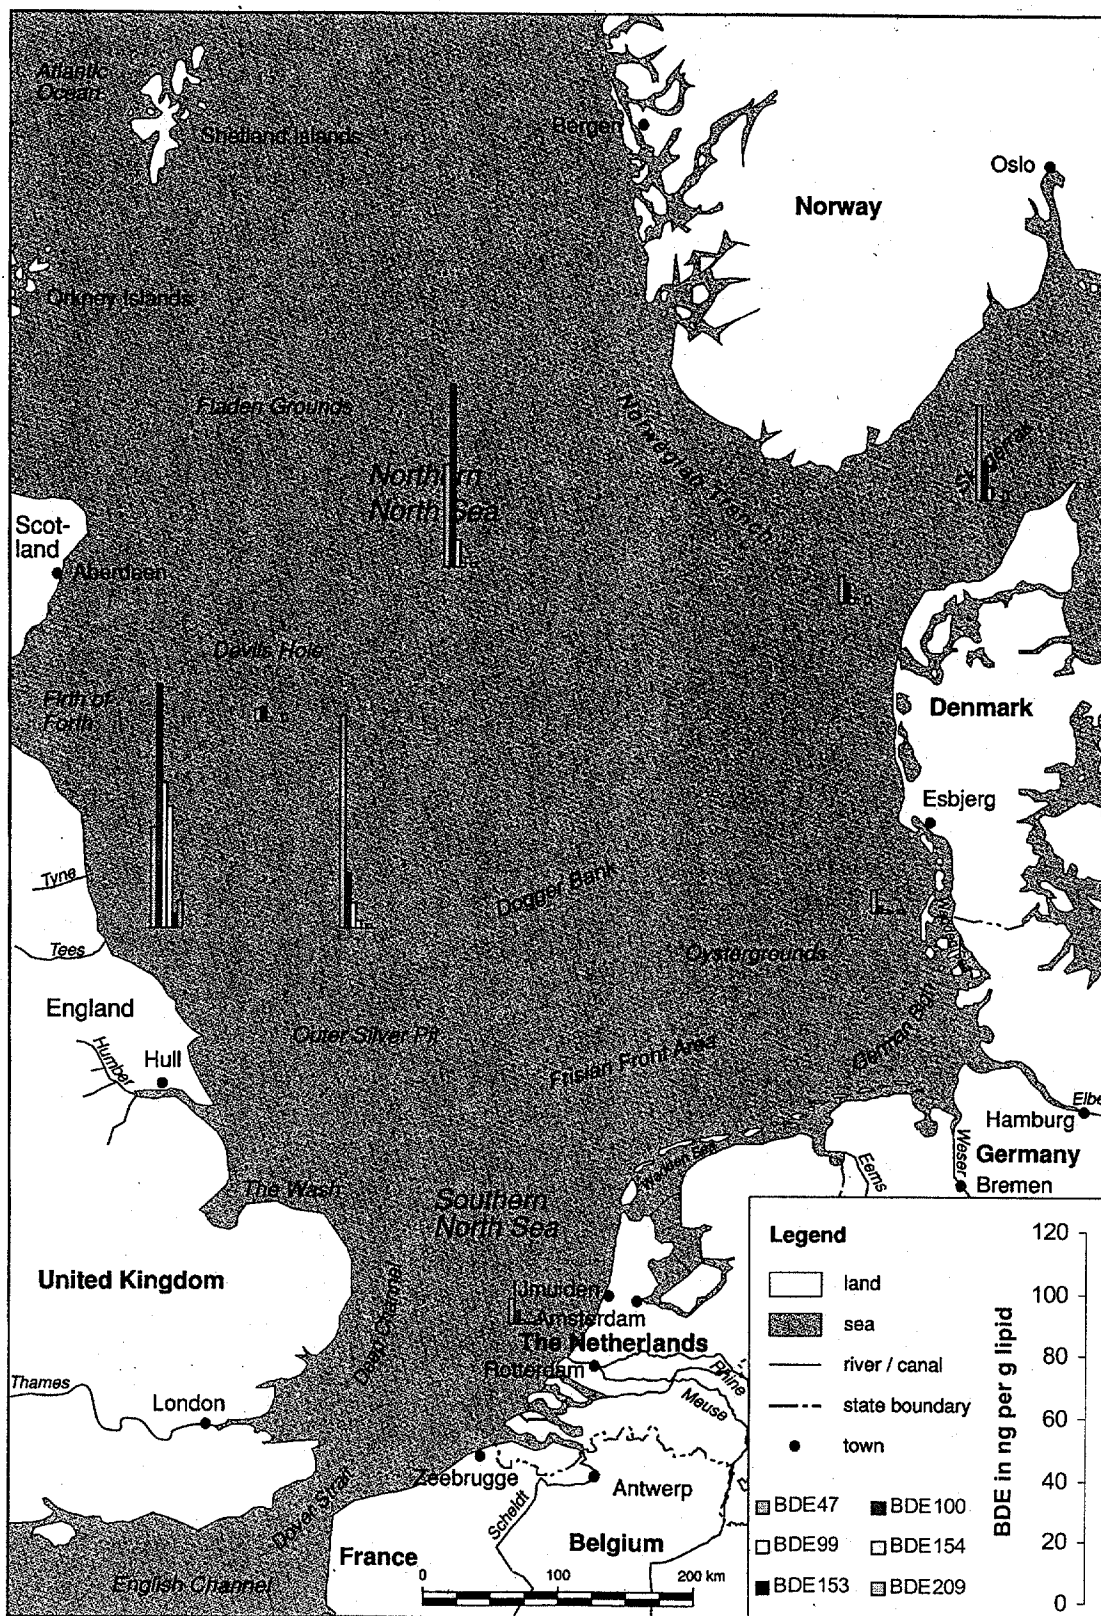 Atlantic
Ocean
Shetland Islands
Bergen
Oslo
Norway
Orkney Islands
Fladen Grounds
Norwegian Trench
Skagerrak
Northern
North Sea
Scot-
land
Aberdeen
Devils Hole
Firth of
Forth
Denmark
Esbjerg
Tyne
Dogger Bank
Tees
Oystergrounds
England
Outer Silver Pit
Humber
Hull
Frisian Front Area
German Bight
Elbe
Hamburg
Wadden Sea
Eems
Weser
Germany
Bremen
The Wash
Southern
North Sea
United Kingdom
IJmuiden
Amsterdam
The Netherlands
Deep Channel
Rotterdam
Rhine
Meuse
Thames
London
Zeebrugge
Antwerp
Scheldt
Dover Strait
Belgium
France
English Channel
0 100 200 km
Legend
land
sea
river / canal
state boundary
town
BDE47 BDE100
BDE99 BDE154
BDE153 BDE209
BDE in ng per g lipid
120
100
80
60
40
20
0